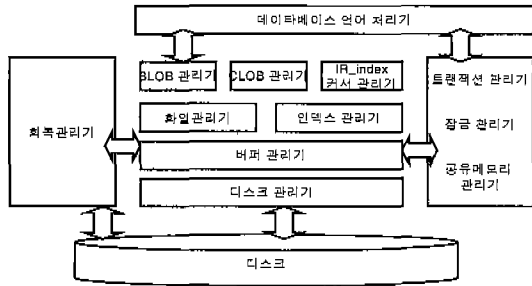 데이타베이스 언어 처리기
BLOB 관리기
CLOB 관리기
IR_index
커서 관리기
트랜잭션 관리기
화일관리기
인덱스 관리기
잠금 관리기
회복관리기
버퍼 관리기
공유메모리
관리기
디스크 관리기
디스크